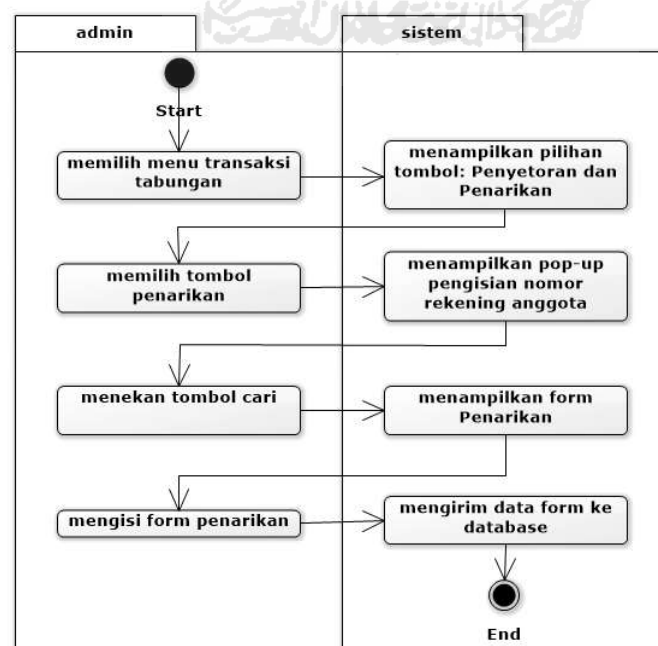 admin
sistem
Start
memilih menu transaksi
tabungan
menampilkan pilihan
tombol: Penyetoran dan
Penarikan
memilih tombol
penarikan
menampilkan pop-up
pengisian nomor
rekening anggota
menekan tombol cari
menampilkan form
Penarikan
mengisi form penarikan
mengirim data form ke
database
End